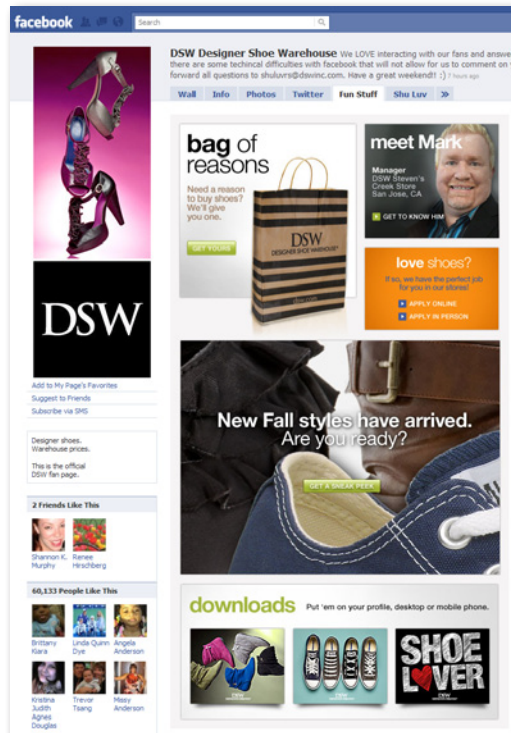 facebook
Search
DSW Designer Shoe Warehouse We LOVE interacting with our fans and answe
there are some techincal difficulties with facebook that will not allow for us to comment on
forward all questions to shuluvrs@dswinc.com. Have a great weekend!! :) 7 hours ago
Wall Info Photos Twitter Fun Stuff Shu Luv »
bag of
reasons
Need a reason
to buy shoes?
We'll give
you one.
GET YOURS
DSW
DESIGNER SHOE WAREHOUSE
dsw.com
meet Mark
Manager
DSW Steven's
Creek Store
San Jose, CA
GET TO KNOW HIM
love shoes?
If so, we have the perfect job
for you in our stores!
APPLY ONLINE
APPLY IN PERSON
DSW
Add to My Page's Favorites
Suggest to Friends
Subscribe via SMS
Designer shoes.
Warehouse prices.
This is the official
DSW fan page.
New Fall styles have arrived.
Are you ready?
GET A SNEAK PEEK
2 Friends Like This
Shannon K.
Murphy
Renee
Hirschberg
60,133 People Like This
Brittany
Kiara
Linda Quinn
Dye
Angela
Anderson
Kristina
Judith
Agnes
Douglas
Trevor
Tsang
Missy
Anderson
downloads Put 'em on your profile, desktop or mobile phone.
DSW
DSW
SHOE
LOVER
DSW